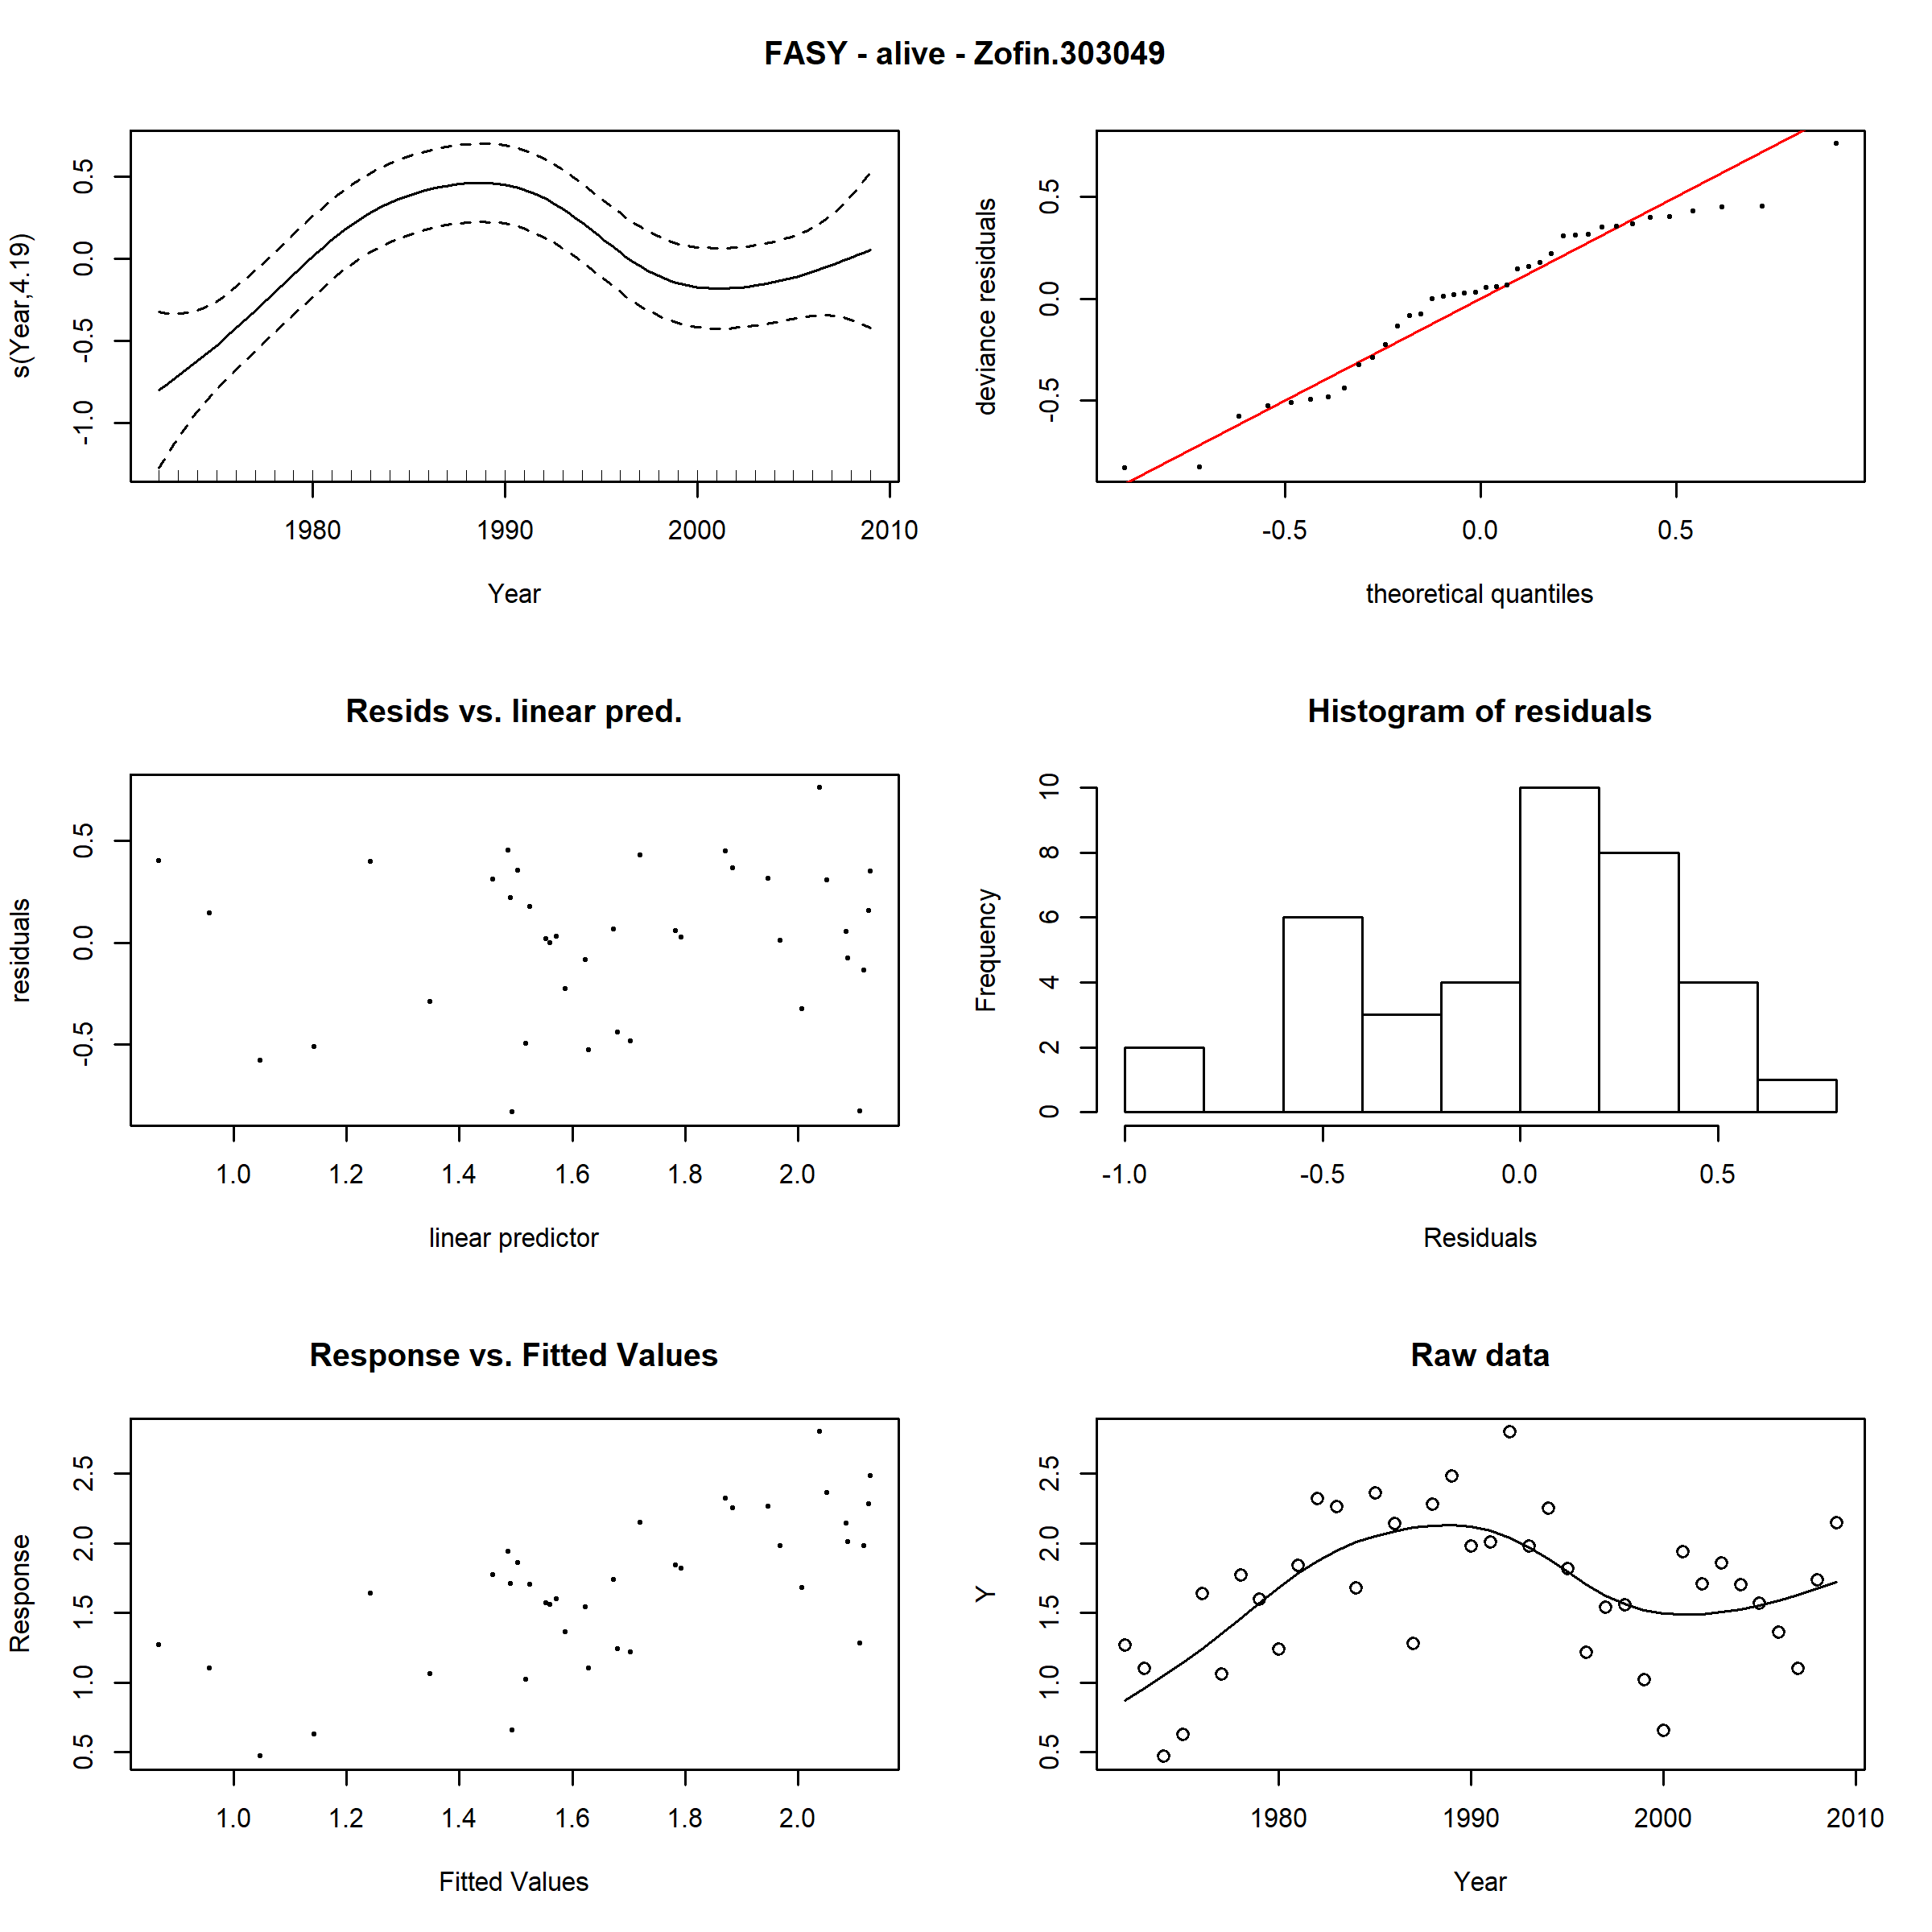 FASY - alive - Zofin.303049
s(Year,4.19)
0.5
0.0
-0.5
-1.0
1980 1990 2000 2010
Year
deviance residuals
0.5
0.0
-0.5
-0.5 0.0 0.5
theoretical quantiles
Resids vs. linear pred.
residuals
0.5
0.0
-0.5
1.0 1.2 1.4 1.6 1.8 2.0
linear predictor
Histogram of residuals
Frequency
10
8
6
4
2
0
-1.0 -0.5 0.0 0.5
Residuals
Response vs. Fitted Values
Response
2.5
2.0
1.5
1.0
0.5
1.0 1.2 1.4 1.6 1.8 2.0
Fitted Values
Raw data
Y
2.5
2.0
1.5
1.0
0.5
1980 1990 2000 2010
Year